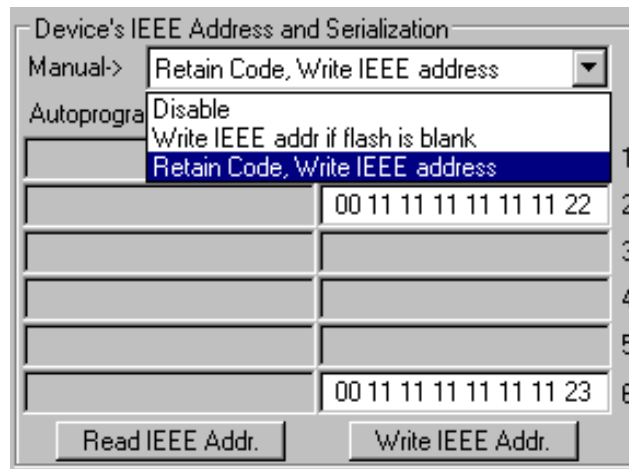 Device's IEEE Address and Serialization
Manual-> Retain Code, Write IEEE address
Autoprogra
Disable
Write IEEE addr if flash is blank
Retain Code, Write IEEE address
1
00 11 11 11 11 11 11 22 2
3
4
5
00 11 11 11 11 11 11 23 6
Read IEEE Addr. Write IEEE Addr.